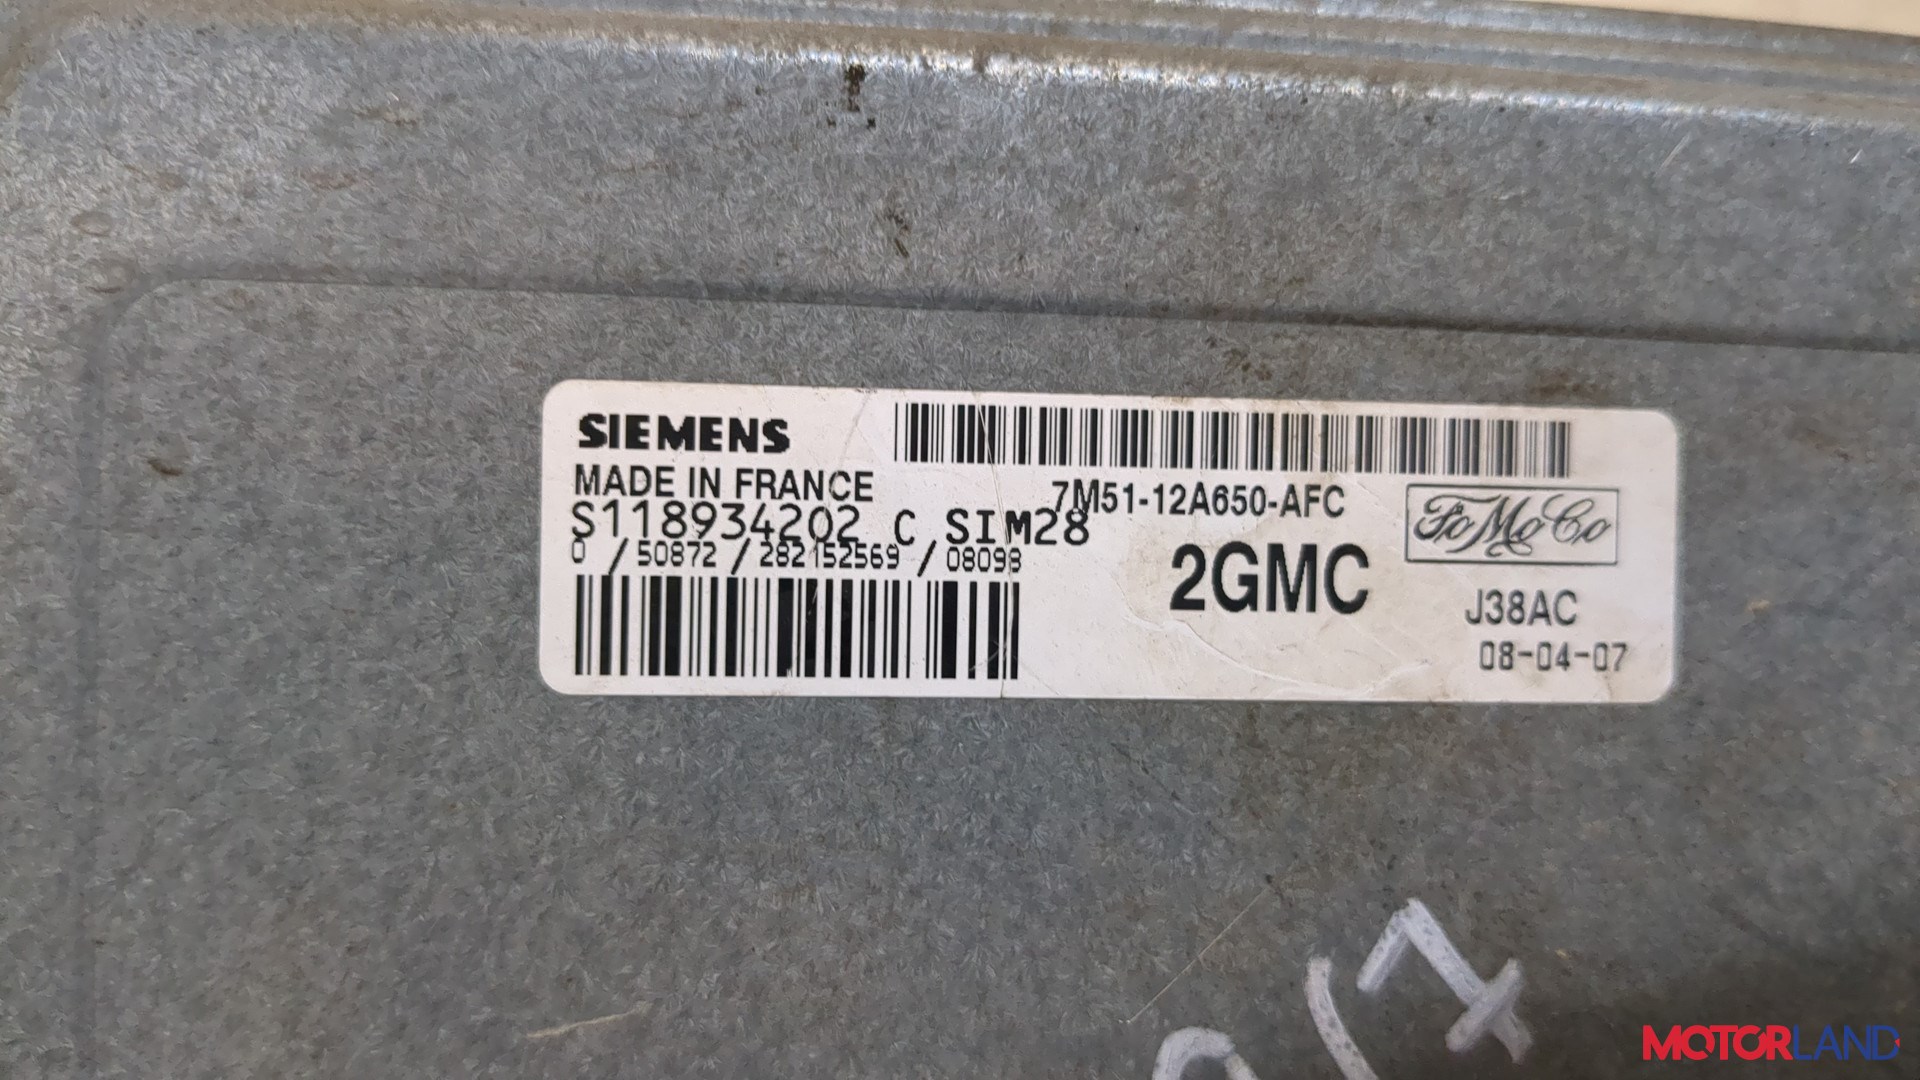 SIEMENS
MADE IN FRANCE
7M51-12A650-AFC
S118934202 C SIM28
FoMoCo
0 /50872 /282152569 /08098
2GMC
J38AC
08-04-07
MOTORLAND